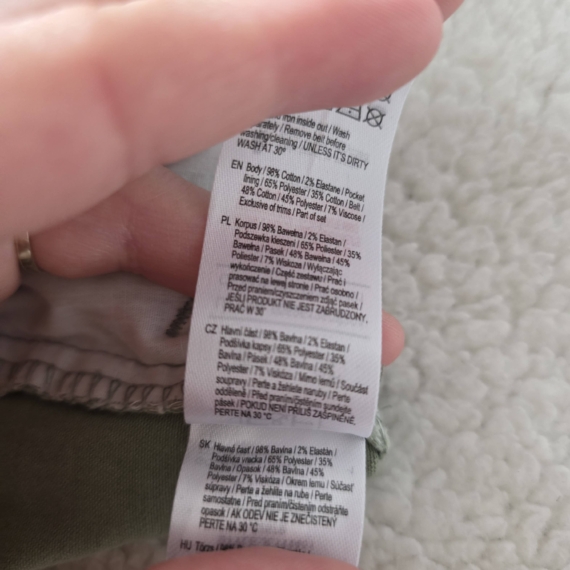 Iron inside out / Wash
separately / Remove belt before
washing/cleaning / UNLESS IT'S DIRTY
WASH AT 30°
EN Body / 98% Cotton / 2% Elastane / Pocket
lining / 65% Polyester / 35% Cotton / Belt /
48% Cotton / 45% Polyester / 7% Viscose /
Exclusive of trims / Part of set
PL Korpus / 98% Bawełna / 2% Elastan /
Podszewka kieszeni / 65% Poliester / 35%
Bawełna / Pasek / 48% Bawełna / 45%
Poliester / 7% Wiskoza / Wyłączając
wykończenie / Część zestawu / Prać i
prasować na lewej stronie / Prać osobno /
Przed praniem/czyszczeniem zdjąć pasek /
JEŚLI PRODUKT NIE JEST ZABRUDZONY,
PRAĆ W 30°
CZ Hlavní část / 98% Bavlna / 2% Elastan /
Podšívka kapsy / 65% Polyester / 35%
Bavlna / Pásek / 48% Bavlna / 45%
Polyester / 7% Viskóza / Mimo lemů / Součást
soupravy / Perte a žehlete naruby / Perte
odděleně / Před praním/čistěním sundejte
pásek / POKUD NENÍ PŘÍLIŠ ZAŠPINĚNÉ,
PERTE NA 30 °C
SK Hlavná časť / 98% Bavlna / 2% Elastán /
Podšívka vrecka / 65% Polyester / 35%
Bavlna / Opasok / 48% Bavlna / 45%
Polyester / 7% Viskóza / Okrem lemu / Súčasť
súpravy / Perte a žehlite na rube / Perte
samostatne / Pred praním/čistením odstráňte
opasok / AK ODEV NIE JE ZNEČISTENÝ
PERTE NA 30 °C
HU